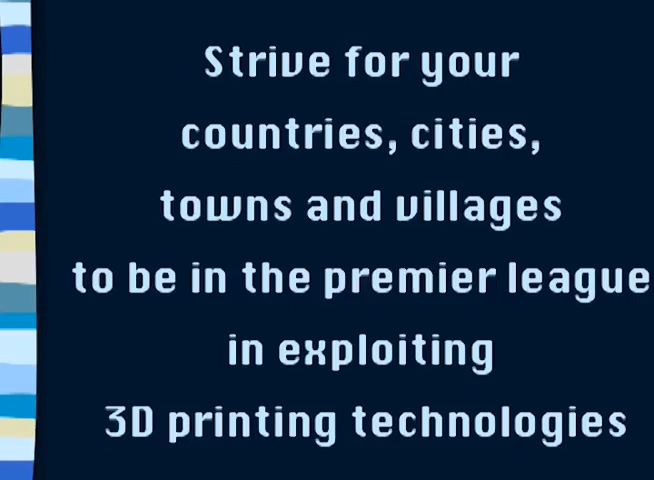 Strive for your
countries, cities,
towns and villages
to be in the premier league
in exploiting
3D printing technologies